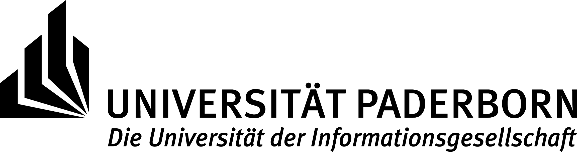 UNIVERSITÄT PADERBORN
Die Universität der Informationsgesellschaft